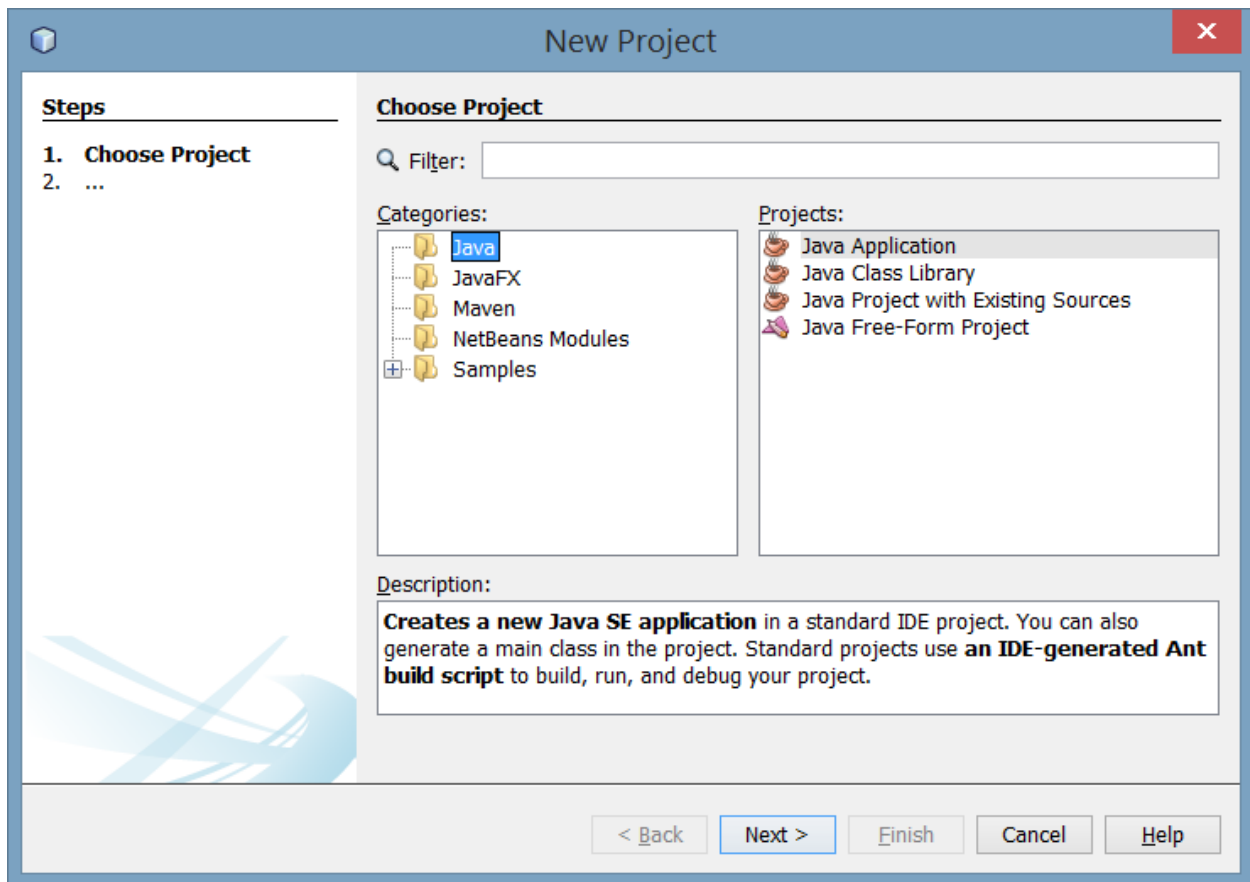 New Project
Steps
1. Choose Project
2. ...
Choose Project
Filter:
Categories:
Java
JavaFX
Maven
NetBeans Modules
Samples
Projects:
Java Application
Java Class Library
Java Project with Existing Sources
Java Free-Form Project
Description:
Creates a new Java SE application in a standard IDE project. You can also
generate a main class in the project. Standard projects use an IDE-generated Ant
build script to build, run, and debug your project.
< Back
Next >
Finish
Cancel
Help